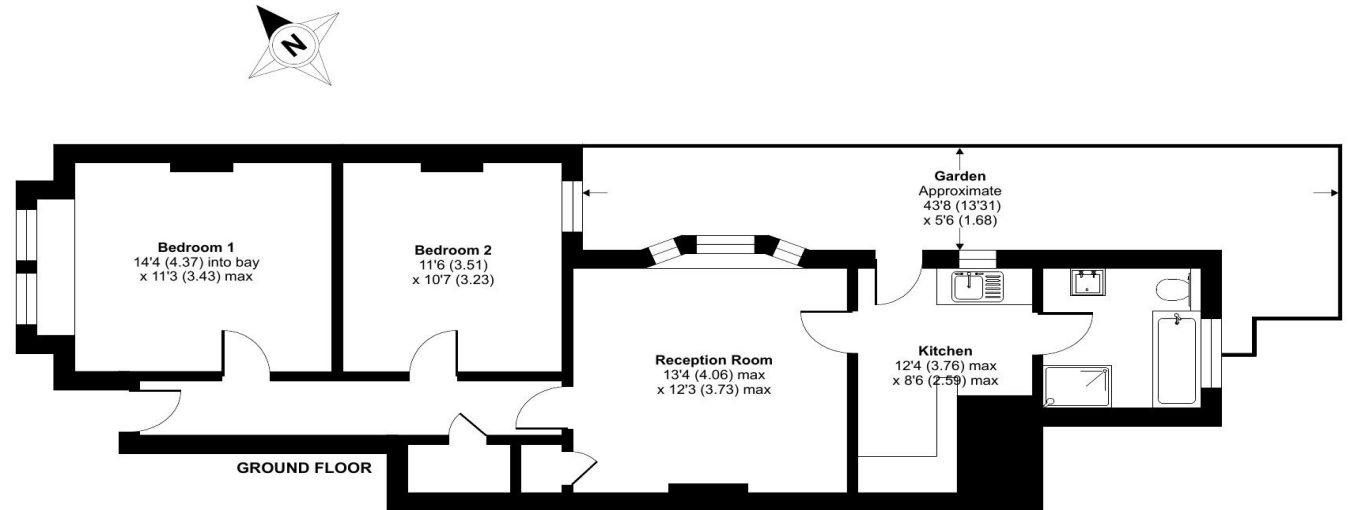 N
Garden
Approximate
43'8 (13'31)
x 5'6 (1.68)
Bedroom 1
14'4 (4.37) into bay
x 11'3 (3.43) max
Bedroom 2
11'6 (3.51)
x 10'7 (3.23)
Reception Room
13'4 (4.06) max
x 12'3 (3.73) max
Kitchen
12'4 (3.76) max
x 8'6 (2.59) max
GROUND FLOOR